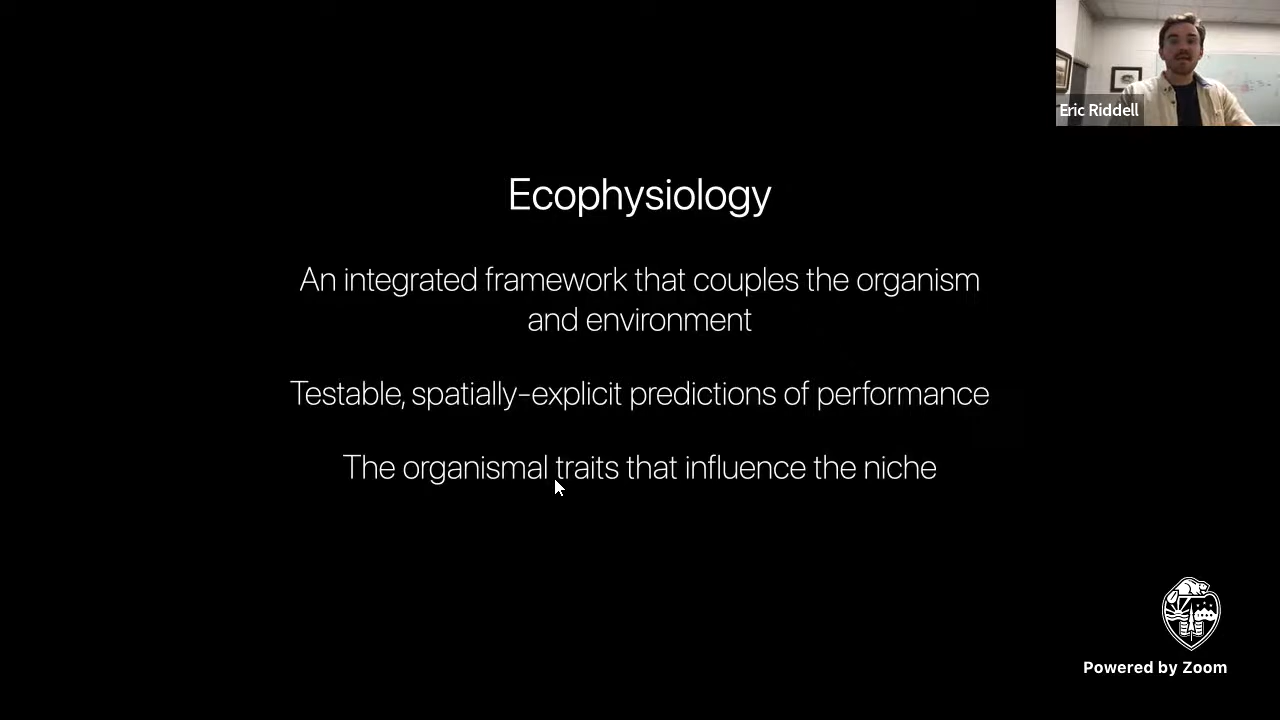 Eric Riddell
Ecophysiology
An integrated framework that couples the organism
and environment
Testable, spatially-explicit predictions of performance
The organismal traits that influence the niche
Powered by Zoom